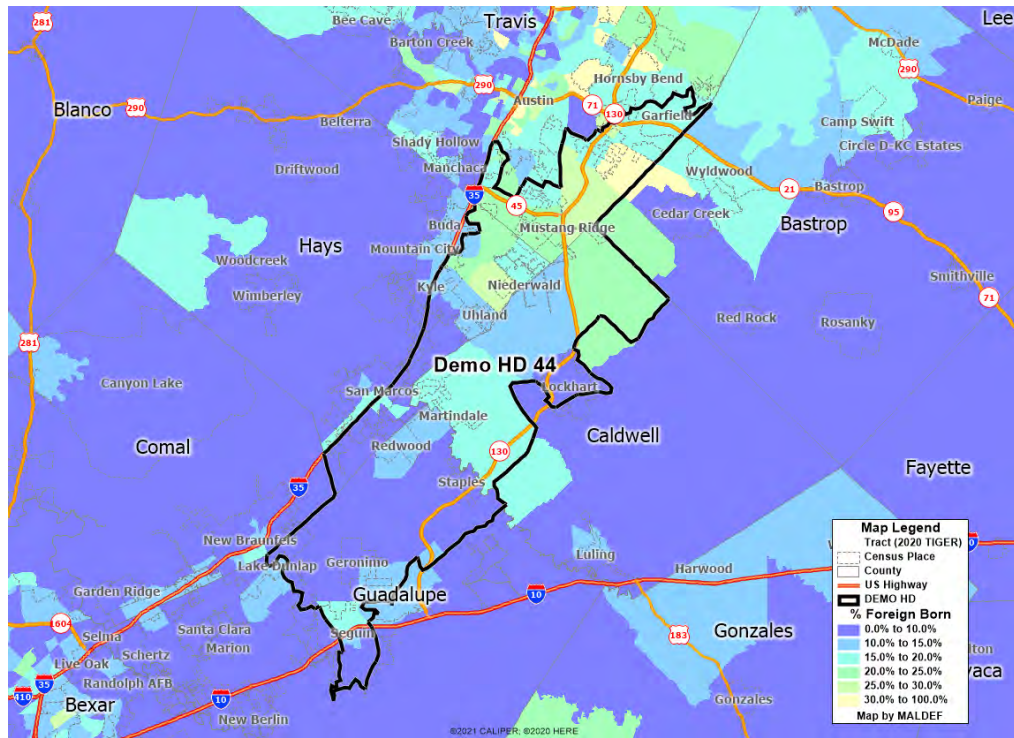 281
Bee Cave
Travis
Lee
Barton Creek
McDade
290
Hornsby Bend
290
Blanco
290
Austin
71
130
Paige
Belterra
Garfield
Camp Swift
Shady Hollow
Circle D-KC Estates
Driftwood
Manchaca
Wyldwood
35
21
Bastrop
45
95
Buda
Mustang Ridge
Cedar Creek
Bastrop
Hays
Mountain City
Woodcreek
Smithville
Kyle
Niederwald
Wimberley
71
Uhland
Red Rock
Rosanky
281
Demo HD 44
Canyon Lake
San Marcos
Lockhart
Martindale
Comal
Redwood
Caldwell
130
Fayette
Staples
35
New Braunfels
Luling
Lake Dunlap
Geronimo
Harwood
Garden Ridge
Guadalupe
10
1604
Selma
Santa Clara
Seguin
183
Gonzales
Schertz
Marion
Live Oak
Randolph AFB
35
410
10
Bexar
New Berlin
Gonzales
Map Legend
Tract (2020 TIGER)
Census Place
County
US Highway
DEMO HD
% Foreign Born
0.0% to 10.0%
10.0% to 15.0%
15.0% to 20.0%
20.0% to 25.0%
25.0% to 30.0%
30.0% to 100.0%
Map by MALDEF
©2021 CALIPER; ©2020 HERE